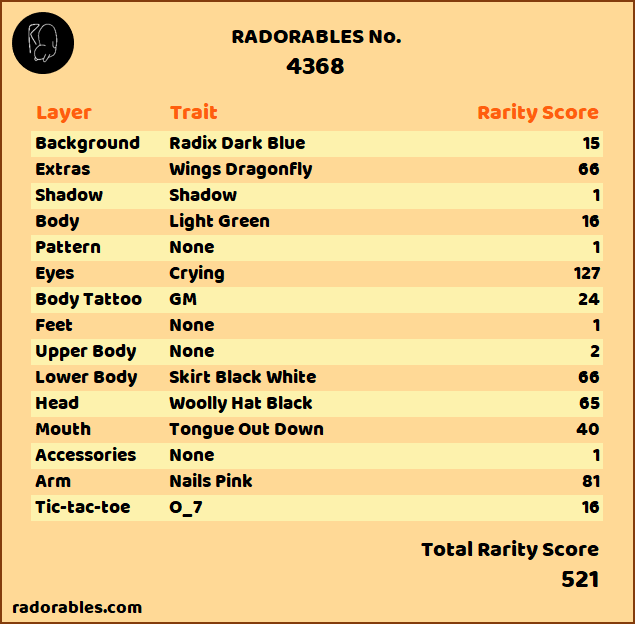 RADORABLES No.
4368
Layer Trait Rarity Score
Background Radix Dark Blue 15
Extras Wings Dragonfly 66
Shadow Shadow 1
Body Light Green 16
Pattern None 1
Eyes Crying 127
Body Tattoo GM 24
Feet None 1
Upper Body None 2
Lower Body Skirt Black White 66
Head Woolly Hat Black 65
Mouth Tongue Out Down 40
Accessories None 1
Arm Nails Pink 81
Tic-tac-toe O_7 16
Total Rarity Score
521
radorables.com